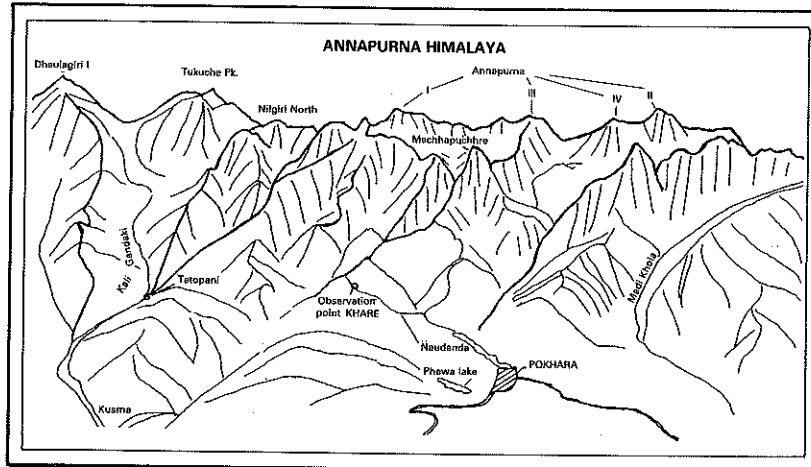 ANNAPURNA HIMALAYA
Dhaulagiri I
Tukuche Pk.
Annapurna
I
III
IV
II
Nilgiri North
Machhapuchhre
Kali Gandaki
Tatopani
Madi Khola
Observation
point KHARE
Naudanda
Phewa lake
POKHARA
Kusma